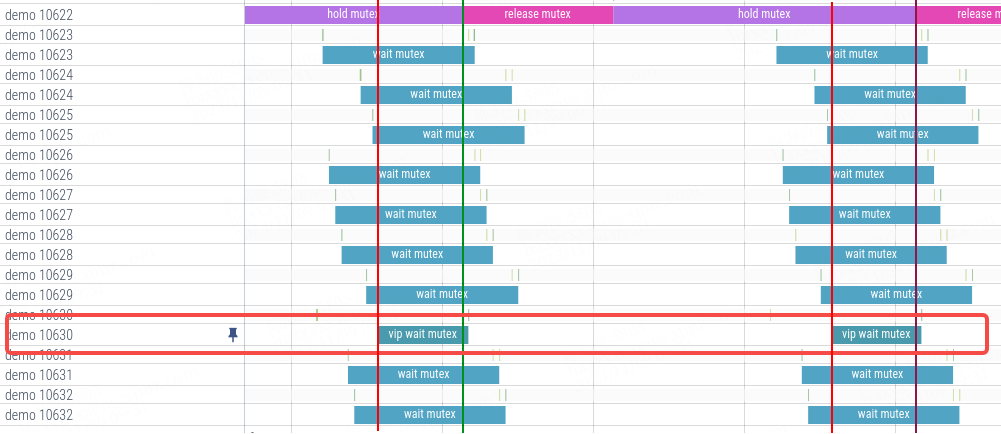 demo 10622 hold mutex release mutex hold mutex release m
demo 10623
demo 10623 wait mutex wait mutex
demo 10624
demo 10624 wait mutex wait mutex
demo 10625
demo 10625 wait mutex wait mutex
demo 10626
demo 10626 wait mutex wait mutex
demo 10627
demo 10627 wait mutex wait mutex
demo 10628
demo 10628 wait mutex wait mutex
demo 10629
demo 10629 wait mutex wait mutex
demo 10630
demo 10630 vip wait mutex vip wait mutex
demo 10631
demo 10631 wait mutex wait mutex
demo 10632
demo 10632 wait mutex wait mutex